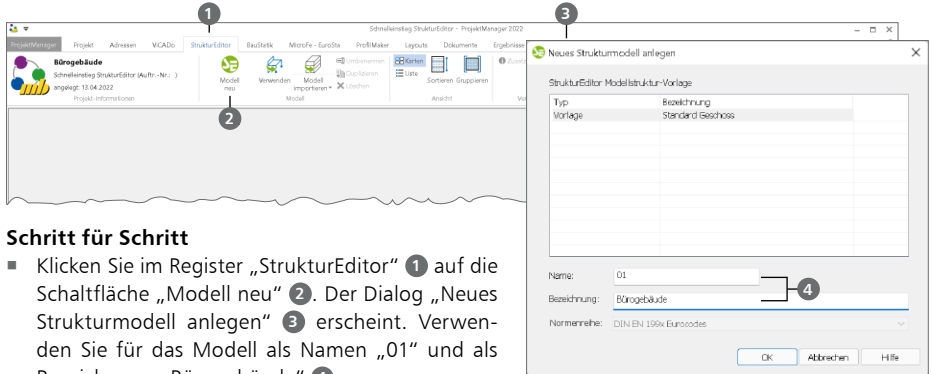 1
3
Schnelleinstieg StrukturEditor - ProjektManager 2022
ProjektManager Projekt Adressen ViCADo StrukturEditor BauStatik MicroFe - EuroSta ProfilMaker Layouts Dokumente Ergebnisse
Bürogebäude
Schnelleinstieg StrukturEditor (Auftr.-Nr.: )
angelegt: 13.04.2022
Projekt-Informationen
Modell neu
Verwenden
Modell importieren
Umbenennen
Duplizieren
Löschen
Modell
Karten
Liste
Sortieren Gruppieren
Ansicht
2
Neues Strukturmodell anlegen
StrukturEditor Modellstruktur-Vorlage
Typ Bezeichnung
Vorlage Standard Geschoss
Name: 01
Bezeichnung: Bürogebäude
4
Normenreihe: DIN EN 199x Eurocodes
OK Abbrechen Hilfe
Schritt für Schritt
■ Klicken Sie im Register „StrukturEditor“ 1 auf die
Schaltfläche „Modell neu“ 2. Der Dialog „Neues
Strukturmodell anlegen“ 3 erscheint. Verwen-
den Sie für das Modell als Namen „01“ und als